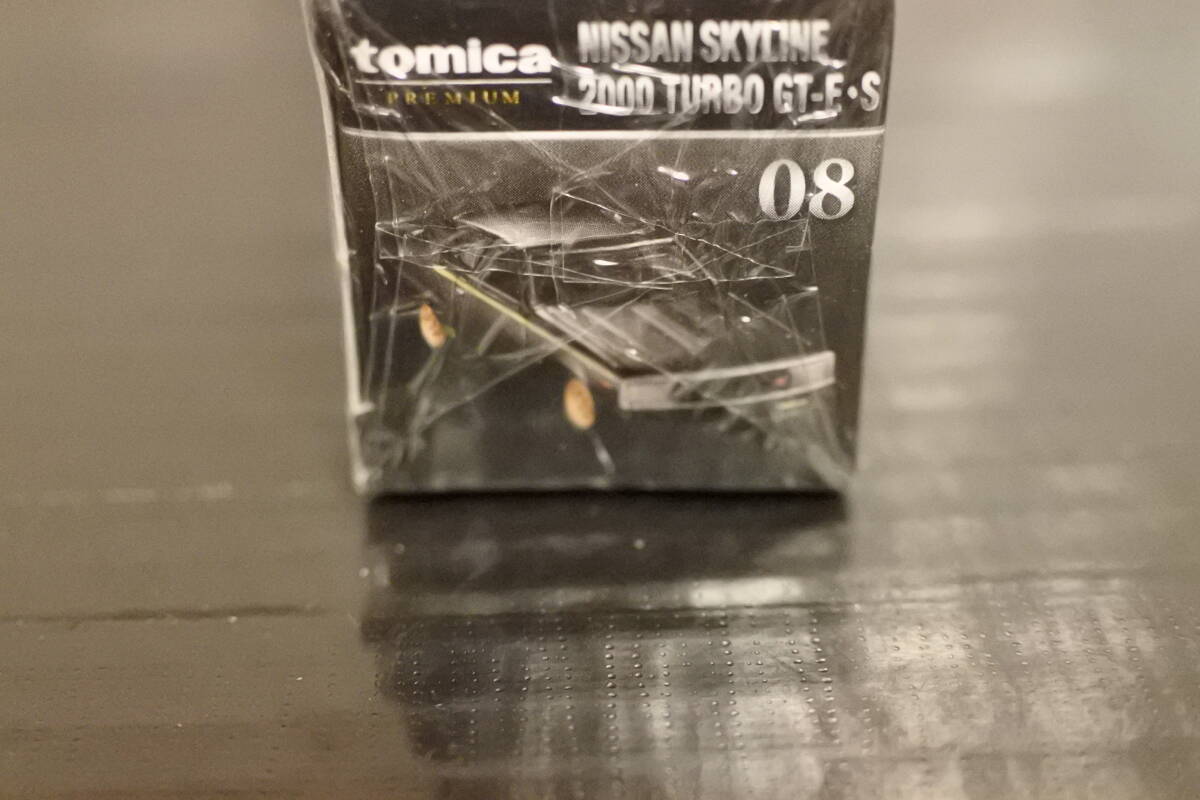 tomica
PREMIUM
NISSAN SKYLINE
2000 TURBO GT-E・S
08